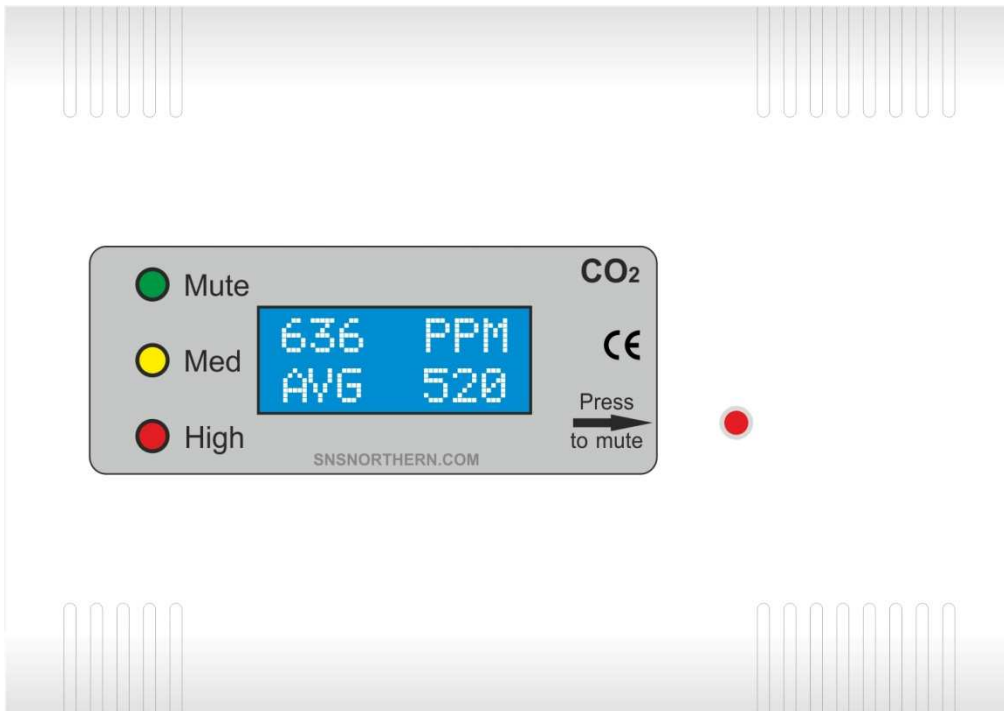 Mute
Med
High
636 PPM
AVG 520
CO₂
CE
Press
to mute
SNSNORTHERN.COM